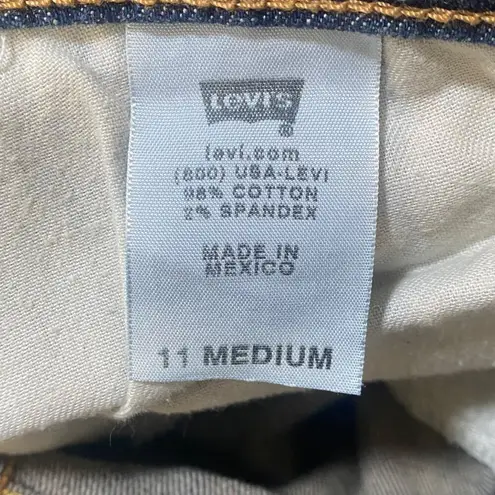 LEVI'S
®
levi.com
(800) USA-LEVI
98% COTTON
2% SPANDEX
MADE IN
MEXICO
11 MEDIUM